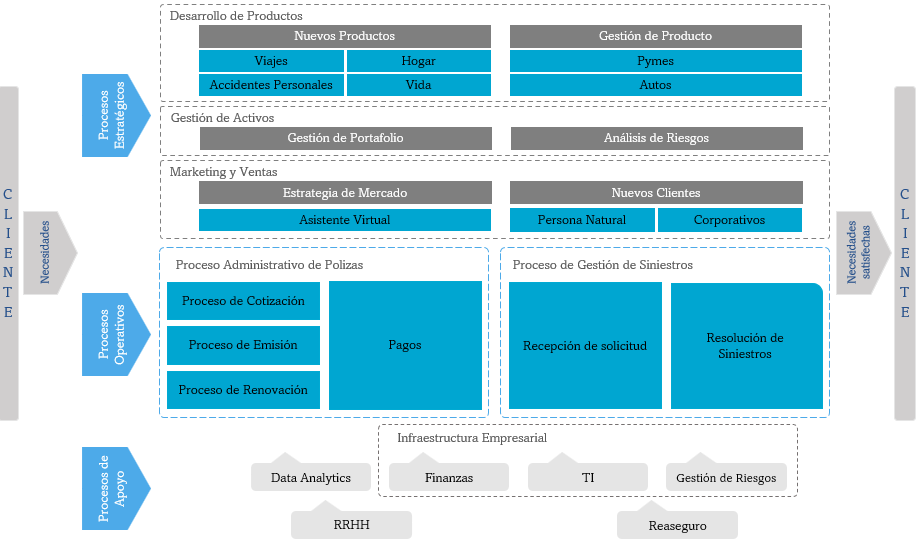 CLIENTE
Necesidades
Procesos
Estratégicos
Desarrollo de Productos
Nuevos Productos
Gestión de Producto
Viajes
Hogar
Pymes
Accidentes Personales
Vida
Autos
Gestión de Activos
Gestión de Portafolio
Análisis de Riesgos
Marketing y Ventas
Estrategia de Mercado
Nuevos Clientes
Asistente Virtual
Persona Natural
Corporativos
Procesos
Operativos
Proceso Administrativo de Polizas
Proceso de Cotización
Proceso de Emisión
Proceso de Renovación
Pagos
Proceso de Gestión de Siniestros
Recepción de solicitud
Resolución de
Siniestros
Procesos de
Apoyo
Infraestructura Empresarial
Data Analytics
Finanzas
TI
Gestión de Riesgos
RRHH
Reaseguro
Necesidades
satisfechas
CLIENTE